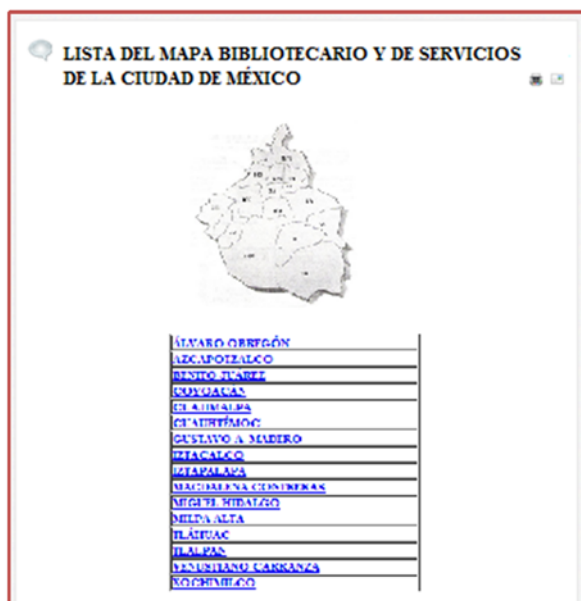 LISTA DEL MAPA BIBLIOTECARIO Y DE SERVICIOS
DE LA CIUDAD DE MÉXICO
ÁLVARO OBREGÓN
AZCAPOTZALCO
BENITO JUÁREZ
COYOACÁN
CUAJIMALPA
CUAUHTÉMOC
GUSTAVO A. MADERO
IZTACALCO
IZTAPALAPA
MAGDALENA CONTRERAS
MIGUEL HIDALGO
MILPA ALTA
TLÁHUAC
TLALPAN
VENUSTIANO CARRANZA
XOCHIMILCO